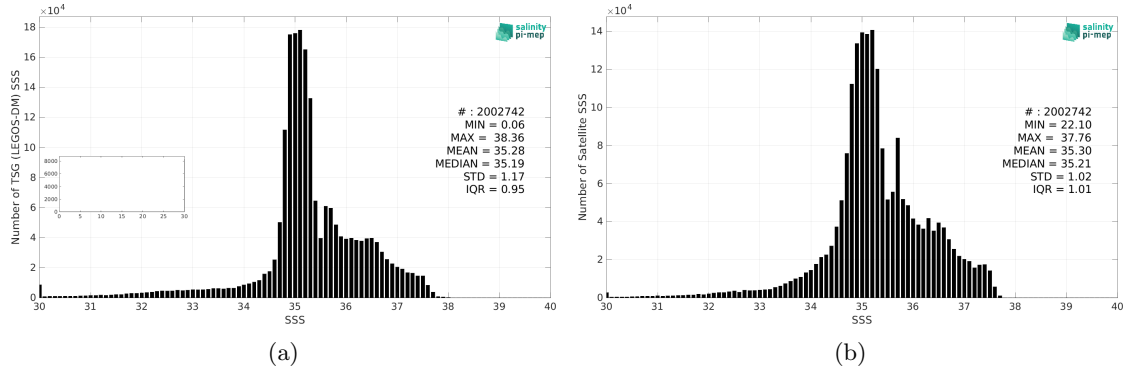 ×10⁴
18
16
14
12
10
8
6
4
2
0
Number of TSG (LEGOS-DM) SSS
salinity
pi-mep
# : 2002742
MIN = 0.06
MAX = 38.36
MEAN = 35.28
MEDIAN = 35.19
STD = 1.17
IQR = 0.95
8000
6000
4000
2000
0
0 5 10 15 20 25 30
30 31 32 33 34 35 36 37 38 39 40
SSS
(a)
×10⁴
14
12
10
8
6
4
2
0
Number of Satellite SSS
salinity
pi-mep
# : 2002742
MIN = 22.10
MAX = 37.76
MEAN = 35.30
MEDIAN = 35.21
STD = 1.02
IQR = 1.01
30 31 32 33 34 35 36 37 38 39 40
SSS
(b)